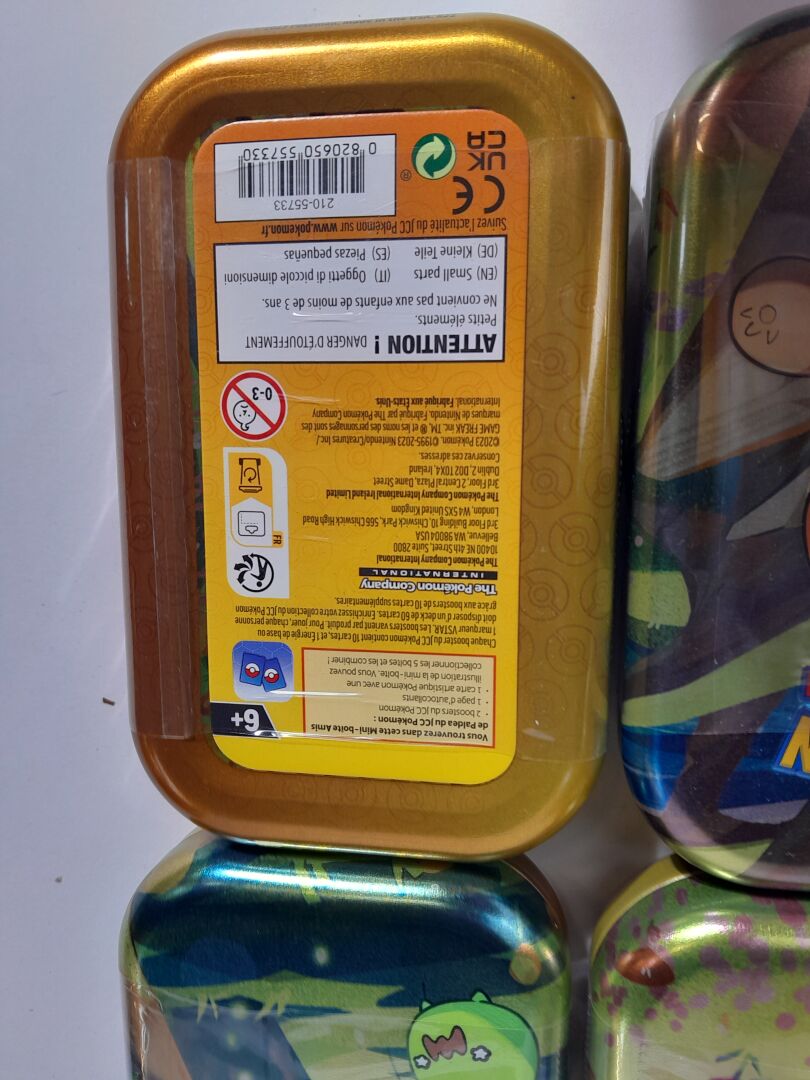 Vous trouverez dans cette Mini-boîte Amis
de Paldea du JCC Pokémon :
• 2 boosters du JCC Pokémon
• 1 page d'autocollants
• 1 carte artistique Pokémon avec une
illustration de la mini-boîte. Vous pouvez
collectionner les 5 boîtes et les combiner !
6+
Chaque booster du JCC Pokémon contient 10 cartes, et 1 Énergie de base ou
1 marqueur VSTAR. Les boosters varient par produit. Pour jouer, chaque personne
doit disposer d'un deck de 60 cartes. Enrichissez votre collection du JCC Pokémon
grâce aux boosters de 10 cartes supplémentaires.
The Pokémon Company
INTERNATIONAL
The Pokémon Company International
10400 NE 4th Street, Suite 2800
Bellevue, WA 98004 USA
3rd Floor Building 10, Chiswick Park, 566 Chiswick High Road
London, W4 5XS United Kingdom
The Pokémon Company International Ireland Limited
3rd Floor, 2 Central Plaza, Dame Street
Dublin 2, D02 T0X4, Ireland
Conservez ces adresses.
©2023 Pokémon. ©1995-2023 Nintendo/Creatures Inc./
GAME FREAK inc. TM, ® et les noms des personnages sont des
marques de Nintendo. Fabriqué par The Pokémon Company
International. Fabriqué aux États-Unis.
FR
0-3
ATTENTION ! DANGER D'ÉTOUFFEMENT
Petits éléments.
Ne convient pas aux enfants de moins de 3 ans.
(EN) Small parts (IT) Oggetti di piccole dimensioni
(DE) Kleine Teile (ES) Piezas pequeñas
Suivez l'actualité du JCC Pokémon sur www.pokemon.fr
CE
UK
CA
®
210-55733
0 820650 557330